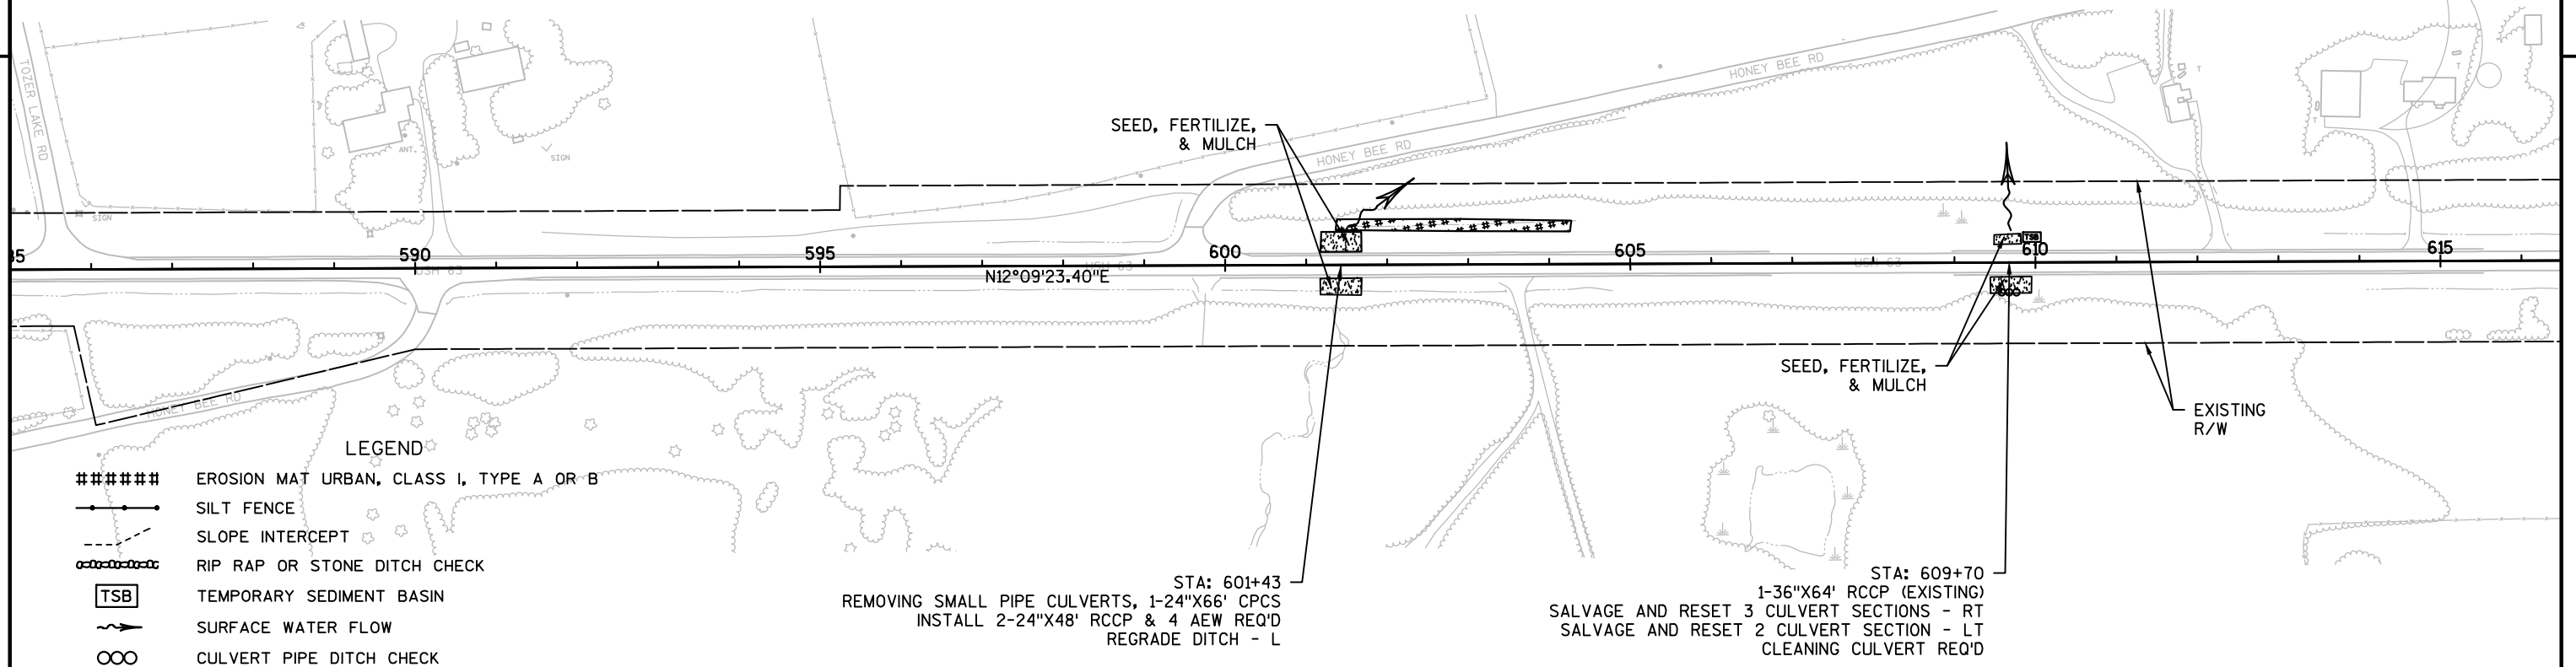 TOZER LAKE RD
SIGN
ANT.
SIGN
SEED, FERTILIZE,
& MULCH
HONEY BEE RD
HONEY BEE RD
T
T
T
590
595
600
605
TSB
610
615
USH 63
N12°09'23.40"E
USH 63
USH 63
HONEY BEE RD
SEED, FERTILIZE,
& MULCH
EXISTING
R/W
LEGEND
EROSION MAT URBAN, CLASS I, TYPE A OR B
SILT FENCE
SLOPE INTERCEPT
RIP RAP OR STONE DITCH CHECK
TSB TEMPORARY SEDIMENT BASIN
SURFACE WATER FLOW
CULVERT PIPE DITCH CHECK
STA: 601+43
REMOVING SMALL PIPE CULVERTS, 1-24"X66' CPCS
INSTALL 2-24"X48' RCCP & 4 AEW REQ'D
REGRADE DITCH - L
STA: 609+70
1-36"X64' RCCP (EXISTING)
SALVAGE AND RESET 3 CULVERT SECTIONS - RT
SALVAGE AND RESET 2 CULVERT SECTION - LT
CLEANING CULVERT REQ'D